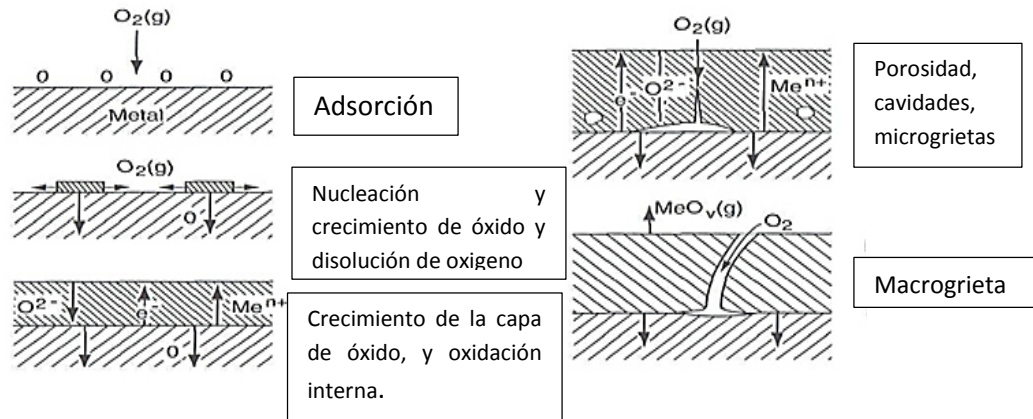 O₂(g)
O O O O
Metal
Adsorción
O₂(g)
O
Nucleación y
crecimiento de óxido y
disolución de oxigeno
O²⁻ e⁻ Meⁿ⁺
O
Crecimiento de la capa
de óxido, y oxidación
interna.
O₂(g)
e⁻ O²⁻ Meⁿ⁺
Porosidad,
cavidades,
microgrietas
MeOᵥ(g)
O₂
Macrogrieta